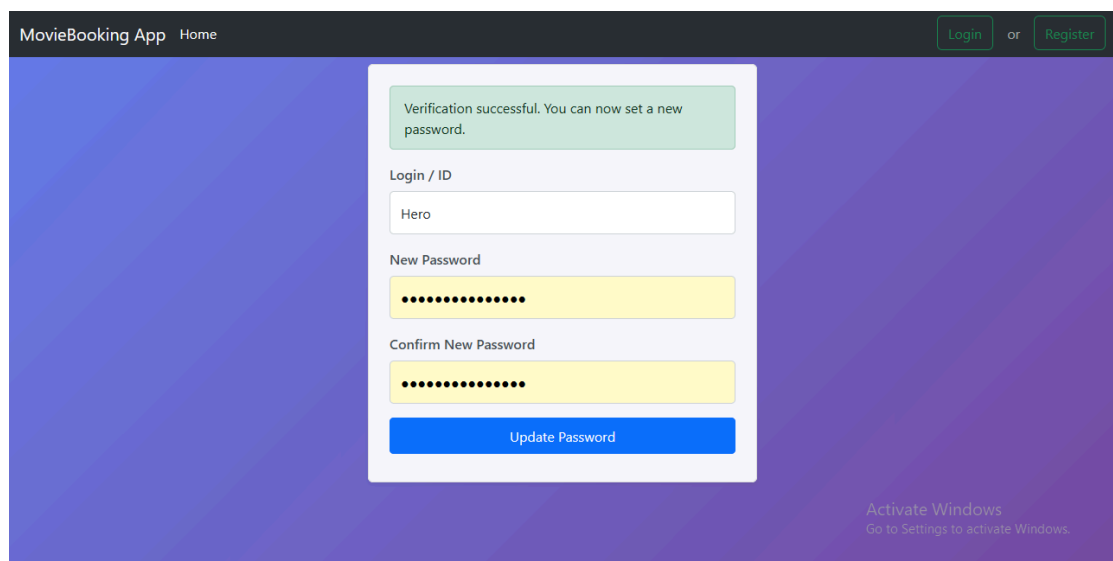 MovieBooking App Home Login or Register
Verification successful. You can now set a new
password.
Login / ID
Hero
New Password
●●●●●●●●●●●●●●●
Confirm New Password
●●●●●●●●●●●●●●●
Update Password
Activate Windows
Go to Settings to activate Windows.